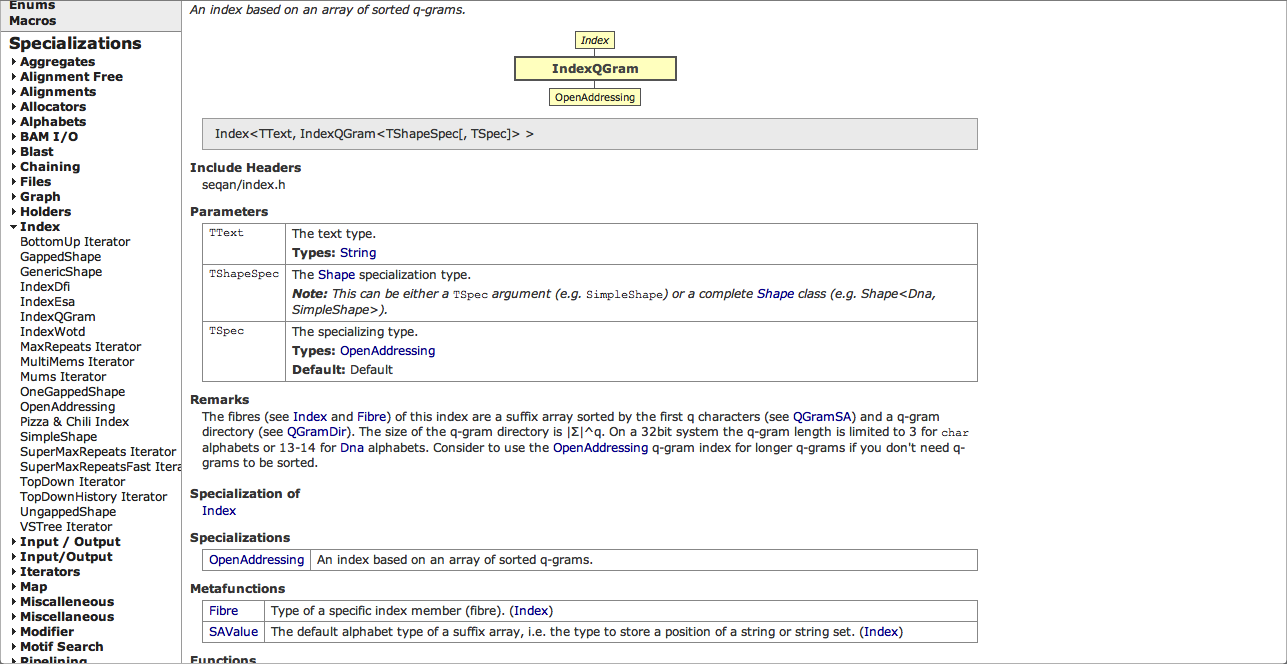 Enums
Macros
Specializations
Aggregates
Alignment Free
Alignments
Allocators
Alphabets
BAM I/O
Blast
Chaining
Files
Graph
Holders
Index
BottomUp Iterator
GappedShape
GenericShape
IndexDfi
IndexEsa
IndexQGram
IndexWotd
MaxRepeats Iterator
MultiMems Iterator
Mums Iterator
OneGappedShape
OpenAddressing
Pizza & Chili Index
SimpleShape
SuperMaxRepeats Iterator
SuperMaxRepeatsFast Itera
TopDown Iterator
TopDownHistory Iterator
UngappedShape
VSTree Iterator
Input / Output
Input/Output
Iterators
Map
Miscalleneous
Miscellaneous
Modifier
Motif Search
Pipelining
An index based on an array of sorted q-grams.
Index
IndexQGram
OpenAddressing
Index<TText, IndexQGram<TShapeSpec[, TSpec]> >
Include Headers
seqan/index.h
Parameters
TText The text type.
Types: String
TShapeSpec The Shape specialization type.
Note: This can be either a TSpec argument (e.g. SimpleShape) or a complete Shape class (e.g. Shape<Dna,
SimpleShape>).
TSpec The specializing type.
Types: OpenAddressing
Default: Default
Remarks
The fibres (see Index and Fibre) of this index are a suffix array sorted by the first q characters (see QGramSA) and a q-gram
directory (see QGramDir). The size of the q-gram directory is |Σ|^q. On a 32bit system the q-gram length is limited to 3 for char
alphabets or 13-14 for Dna alphabets. Consider to use the OpenAddressing q-gram index for longer q-grams if you don't need q-
grams to be sorted.
Specialization of
Index
Specializations
OpenAddressing An index based on an array of sorted q-grams.
Metafunctions
Fibre Type of a specific index member (fibre). (Index)
SAValue The default alphabet type of a suffix array, i.e. the type to store a position of a string or string set. (Index)
Functions